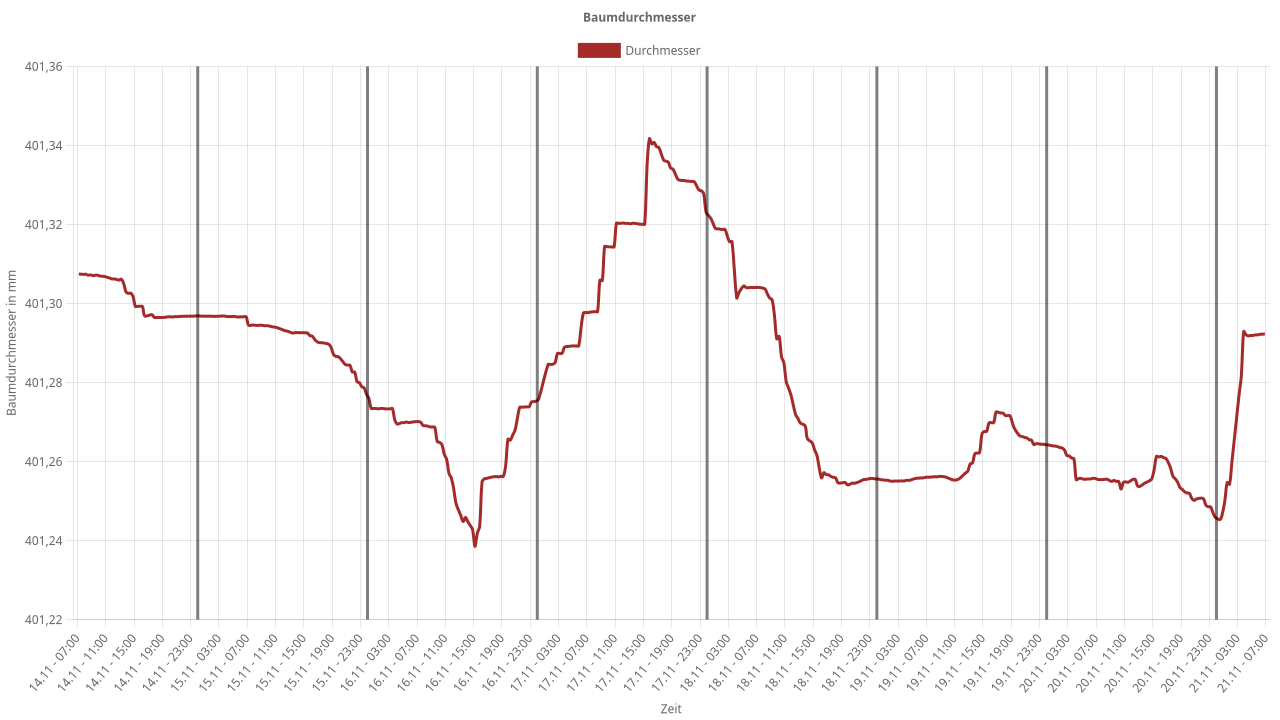 Baumdurchmesser
Durchmesser
401,36
401,34
401,32
401,30
401,28
401,26
401,24
401,22
Baumdurchmesser in mm
14.11 - 07:00
14.11 - 11:00
14.11 - 15:00
14.11 - 19:00
14.11 - 23:00
15.11 - 03:00
15.11 - 07:00
15.11 - 11:00
15.11 - 15:00
15.11 - 19:00
15.11 - 23:00
16.11 - 03:00
16.11 - 07:00
16.11 - 11:00
16.11 - 15:00
16.11 - 19:00
16.11 - 23:00
17.11 - 03:00
17.11 - 07:00
17.11 - 11:00
17.11 - 15:00
17.11 - 19:00
17.11 - 23:00
18.11 - 03:00
18.11 - 07:00
18.11 - 11:00
18.11 - 15:00
18.11 - 19:00
18.11 - 23:00
19.11 - 03:00
19.11 - 07:00
19.11 - 11:00
19.11 - 15:00
19.11 - 19:00
19.11 - 23:00
20.11 - 03:00
20.11 - 07:00
20.11 - 11:00
20.11 - 15:00
20.11 - 19:00
20.11 - 23:00
21.11 - 03:00
21.11 - 07:00
Zeit